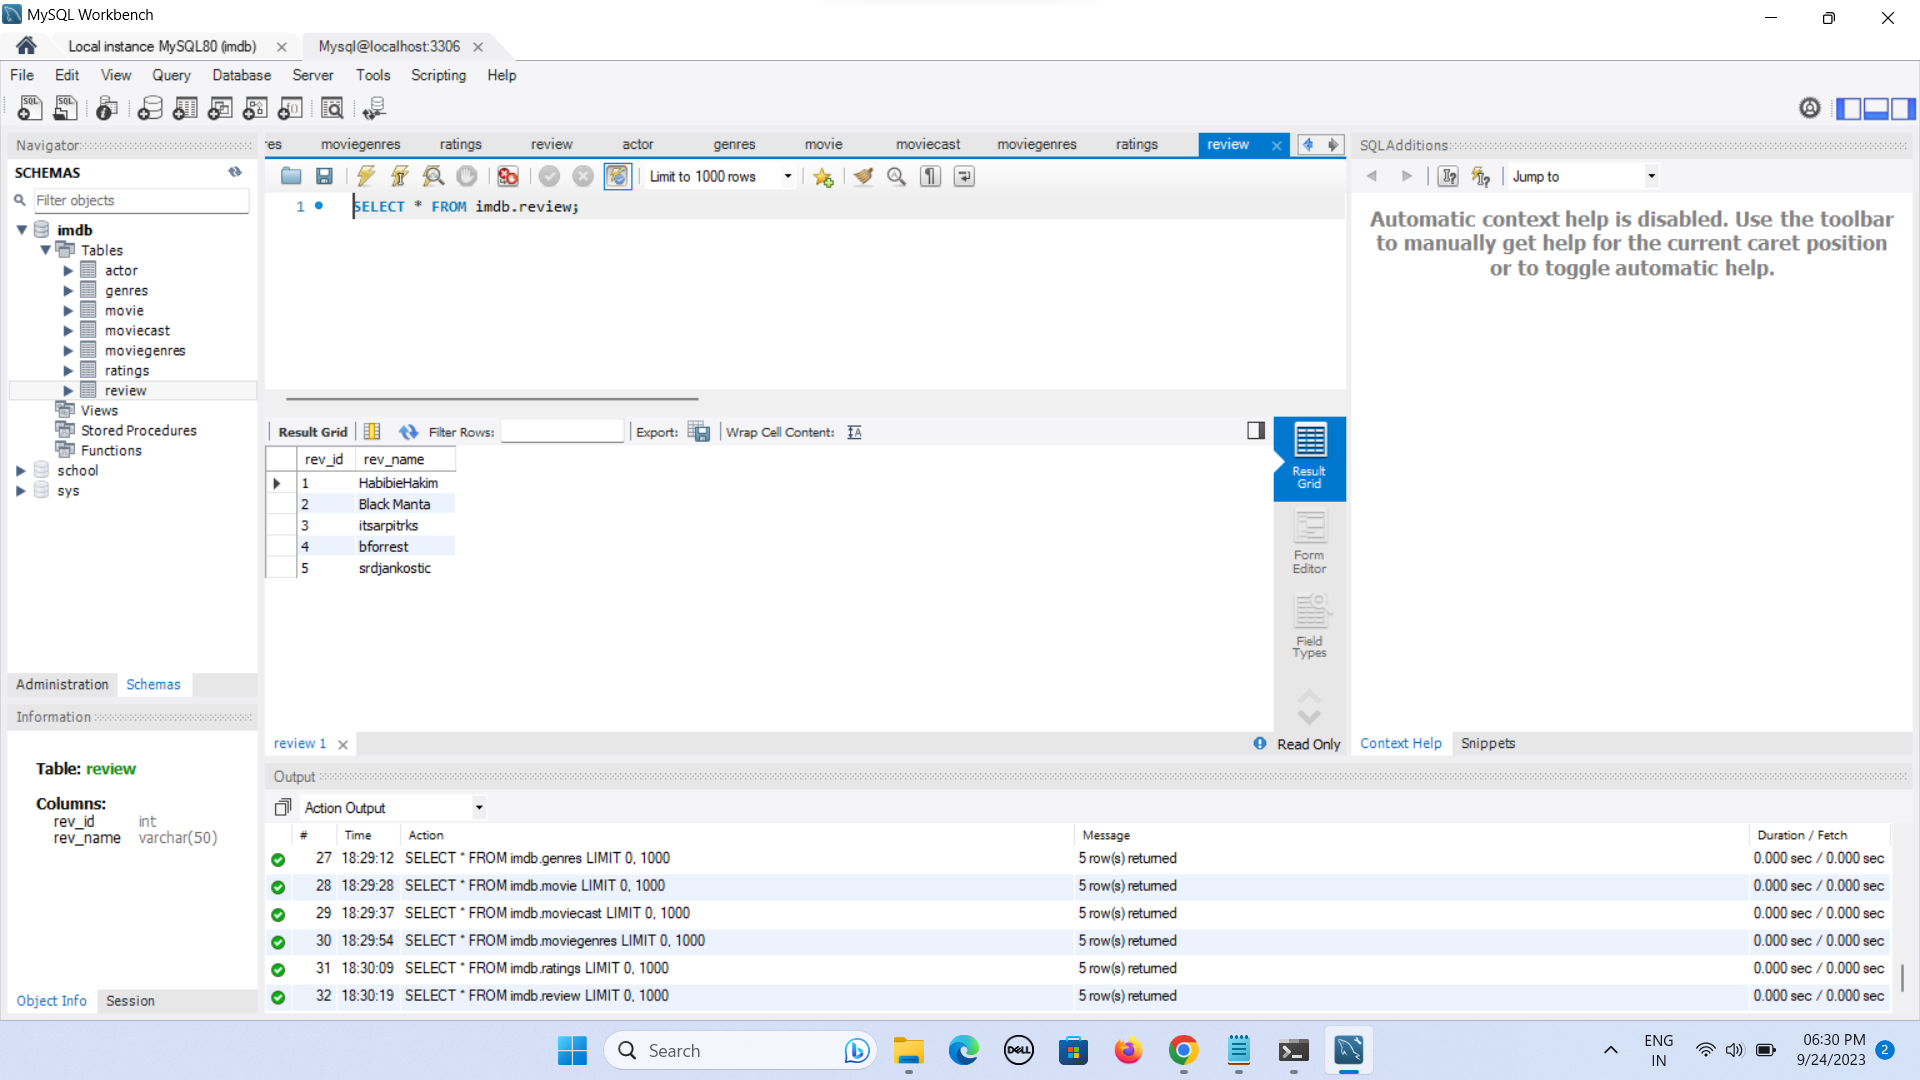 MySQL Workbench
Local instance MySQL80 (imdb)
Mysql@localhost:3306
File Edit View Query Database Server Tools Scripting Help
Navigator
SCHEMAS
Filter objects
imdb
Tables
actor
genres
movie
moviecast
moviegenres
ratings
review
Views
Stored Procedures
Functions
school
sys
Administration Schemas
Information
Table: review
Columns:
rev_id int
rev_name varchar(50)
Object Info Session
res moviegenres ratings review actor genres movie moviecast moviegenres ratings review
Limit to 1000 rows
1 SELECT * FROM imdb.review;
Result Grid Filter Rows: Export: Wrap Cell Content:
rev_id rev_name
1 HabibieHakim
2 Black Manta
3 itsarpitrks
4 bforrest
5 srdjankostic
Result
Grid
Form
Editor
Field
Types
review 1
Read Only
SQLAdditions
Jump to
Automatic context help is disabled. Use the toolbar
to manually get help for the current caret position
or to toggle automatic help.
Context Help Snippets
Output
Action Output
# Time Action Message Duration / Fetch
27 18:29:12 SELECT * FROM imdb.genres LIMIT 0, 1000 5 row(s) returned 0.000 sec / 0.000 sec
28 18:29:28 SELECT * FROM imdb.movie LIMIT 0, 1000 5 row(s) returned 0.000 sec / 0.000 sec
29 18:29:37 SELECT * FROM imdb.moviecast LIMIT 0, 1000 5 row(s) returned 0.000 sec / 0.000 sec
30 18:29:54 SELECT * FROM imdb.moviegenres LIMIT 0, 1000 5 row(s) returned 0.000 sec / 0.000 sec
31 18:30:09 SELECT * FROM imdb.ratings LIMIT 0, 1000 5 row(s) returned 0.000 sec / 0.000 sec
32 18:30:19 SELECT * FROM imdb.review LIMIT 0, 1000 5 row(s) returned 0.000 sec / 0.000 sec
Search
DELL
ENG
IN
06:30 PM
9/24/2023
2